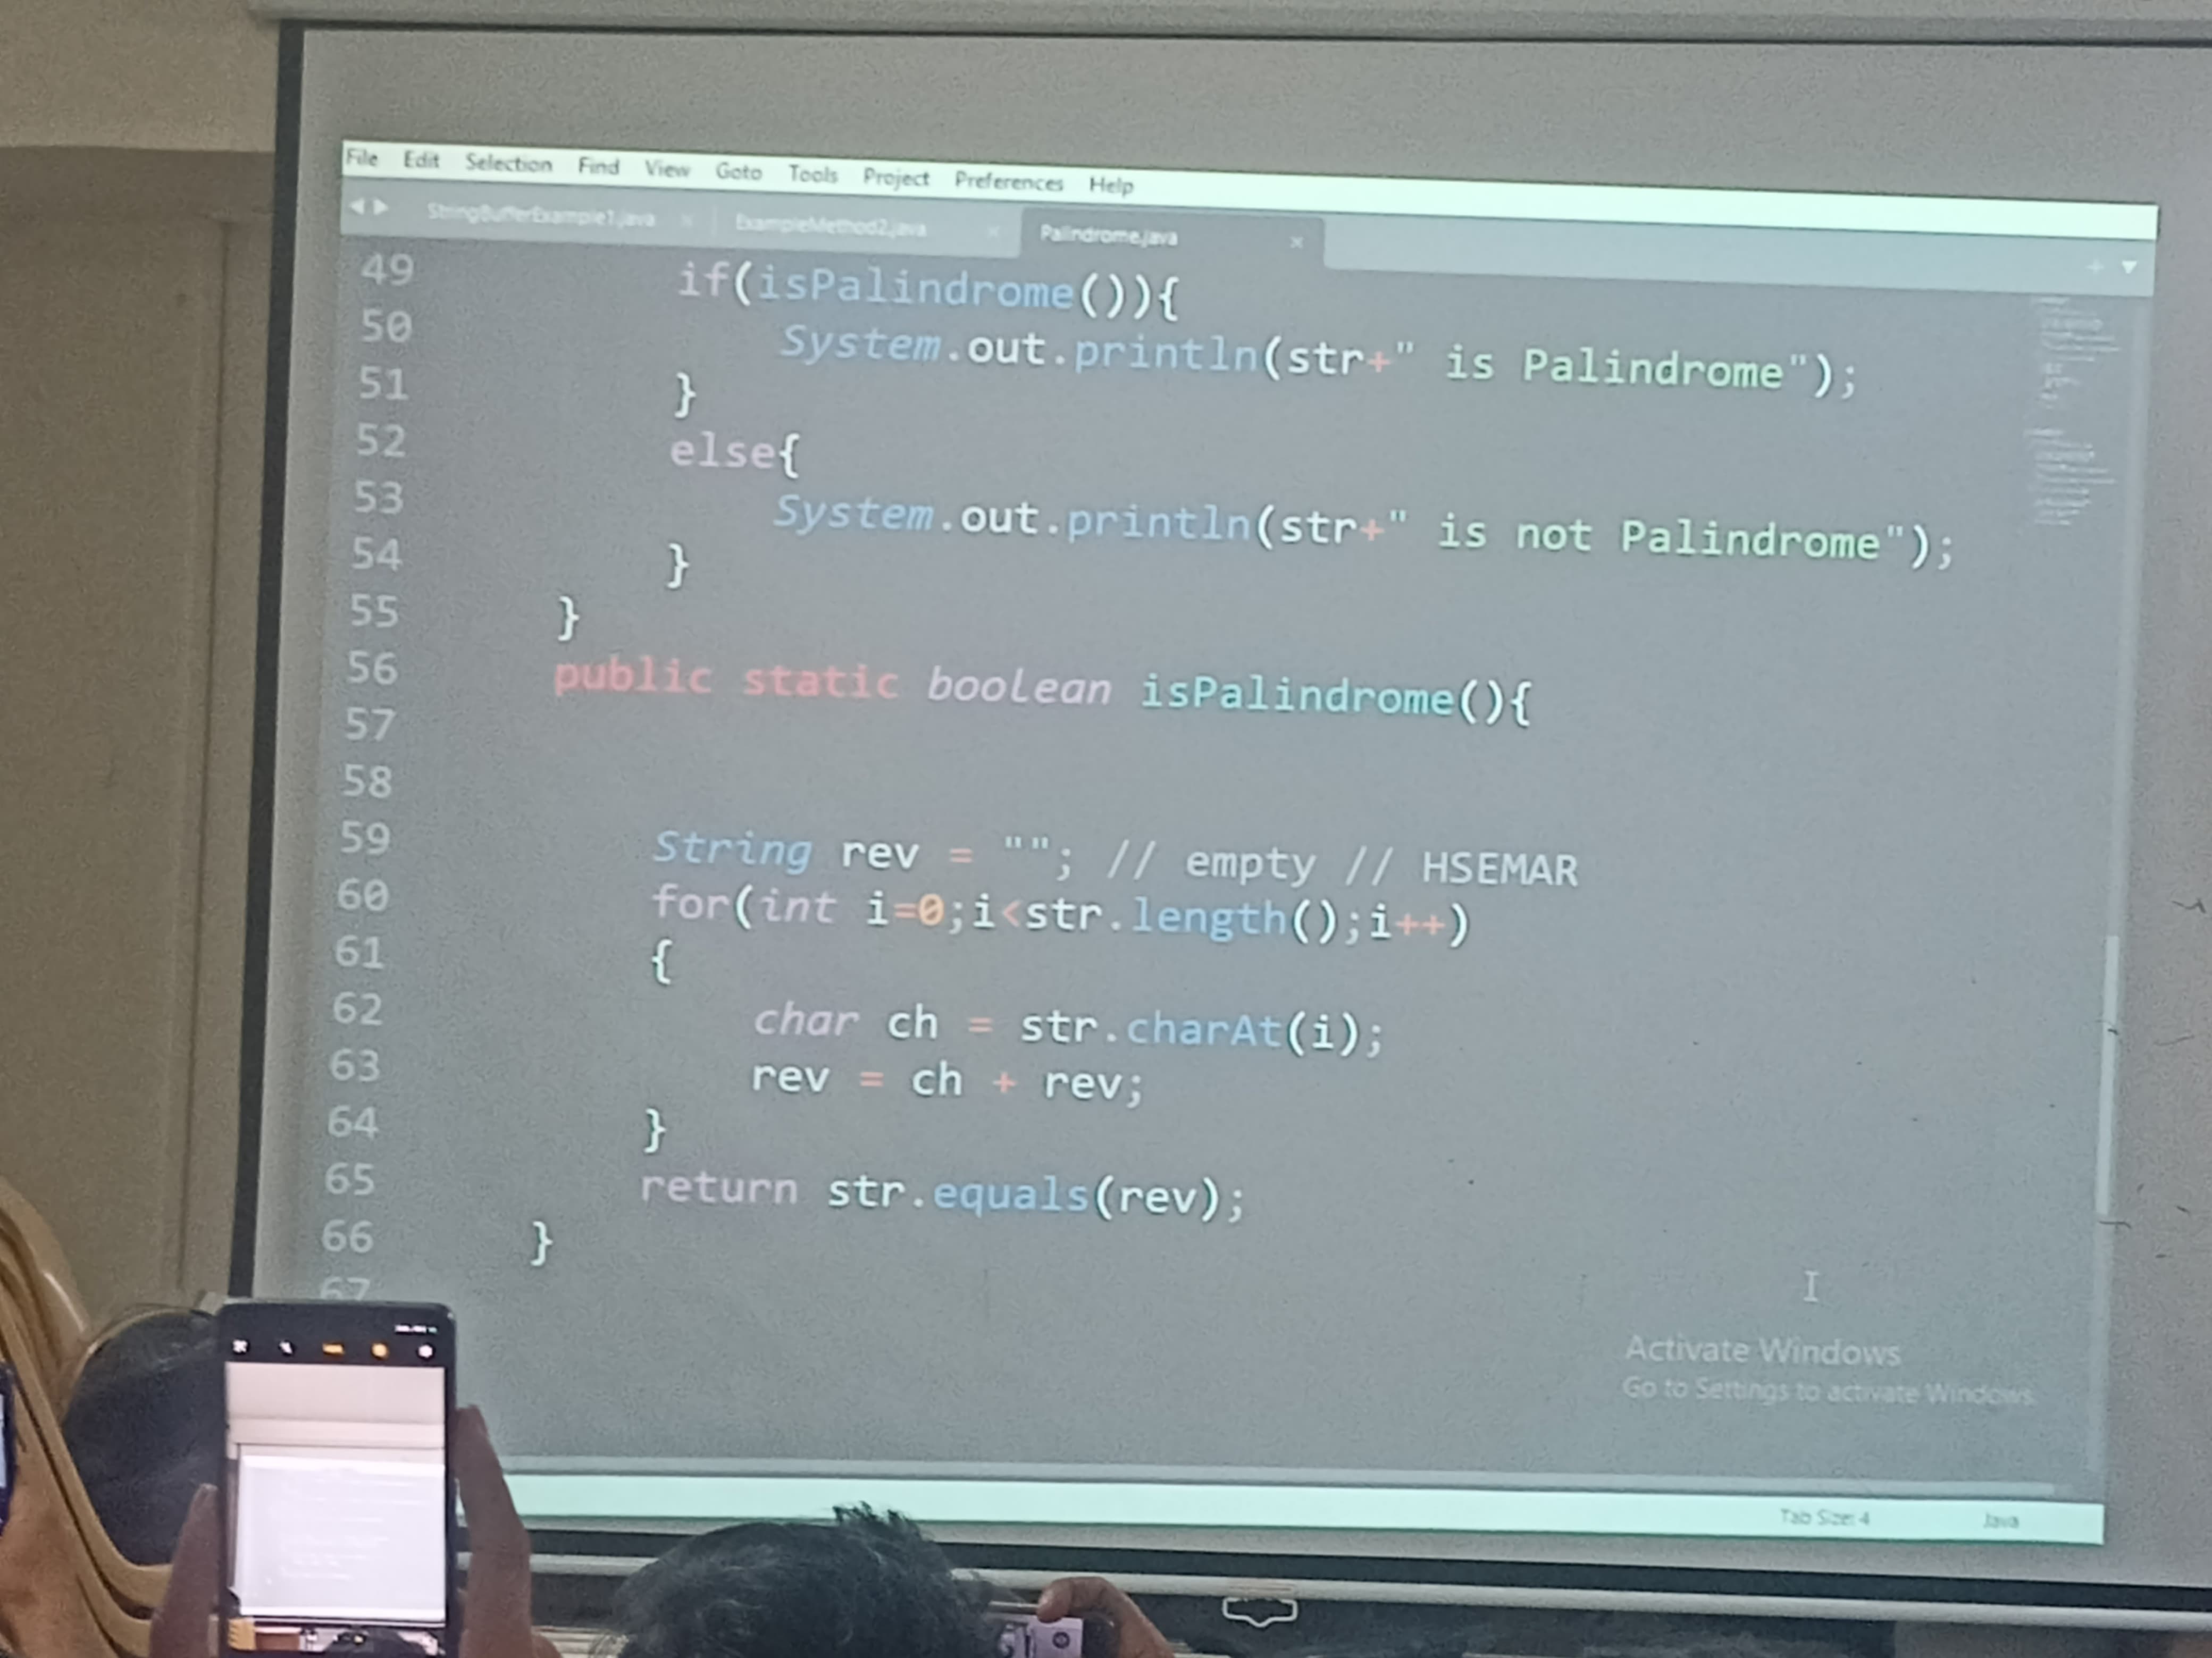 File Edit Selection Find View Goto Tools Project Preferences Help
StringBufferExample1.java ExampleMethod2.java Palindrome.java
49 if(isPalindrome()){
50 System.out.println(str+" is Palindrome");
51 }
52 else{
53 System.out.println(str+" is not Palindrome");
54 }
55 }
56 public static boolean isPalindrome(){
57
58
59 String rev = ""; // empty // HSEMAR
60 for(int i=0;i<str.length();i++)
61 {
62 char ch = str.charAt(i);
63 rev = ch + rev;
64 }
65 return str.equals(rev);
66 }
67
Activate Windows
Go to Settings to activate Windows.
Tab Size: 4 Java